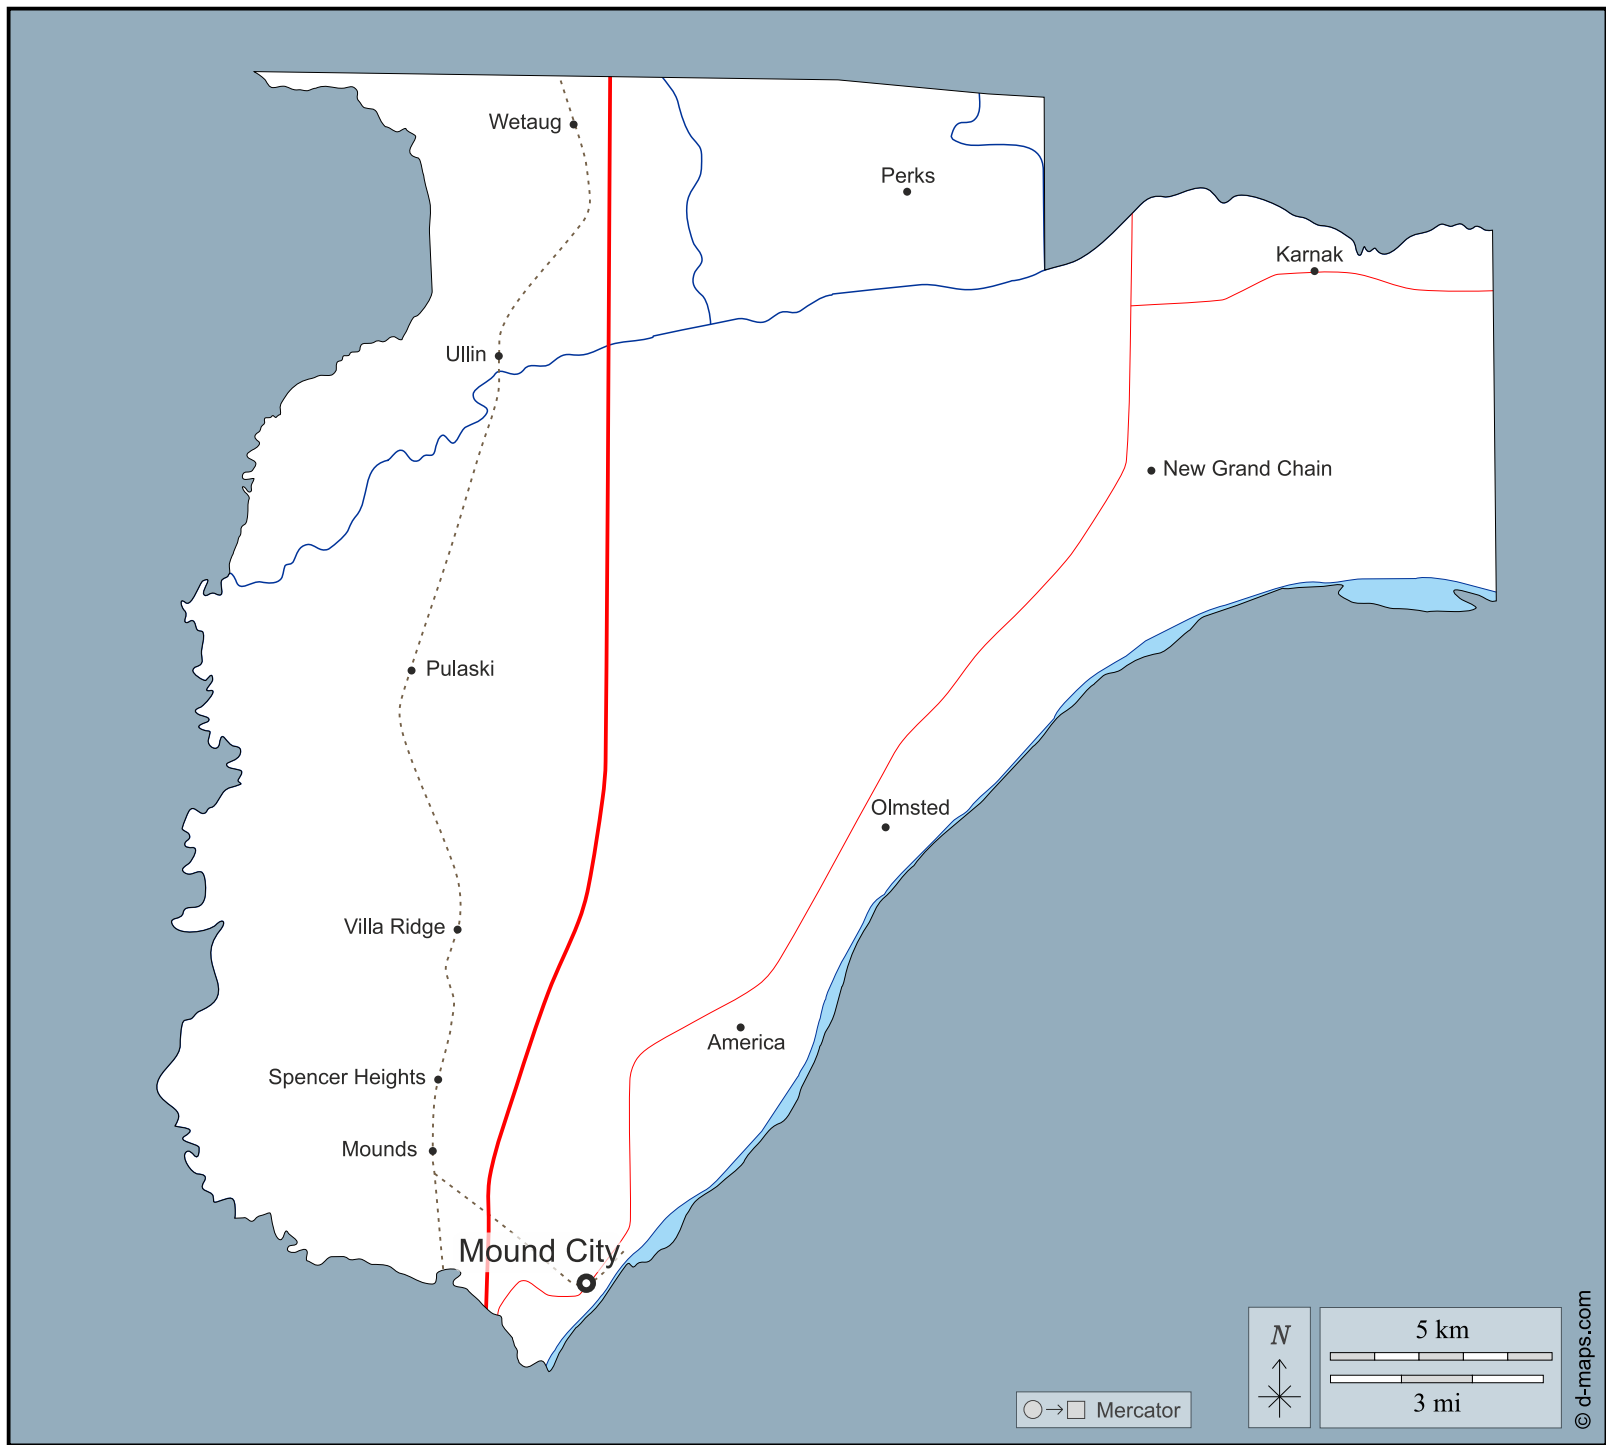 Wetaug
Perks
Karnak
Ullin
New Grand Chain
Pulaski
Olmsted
Villa Ridge
America
Spencer Heights
Mounds
Mound City
N
5 km
3 mi
Mercator
© d-maps.com